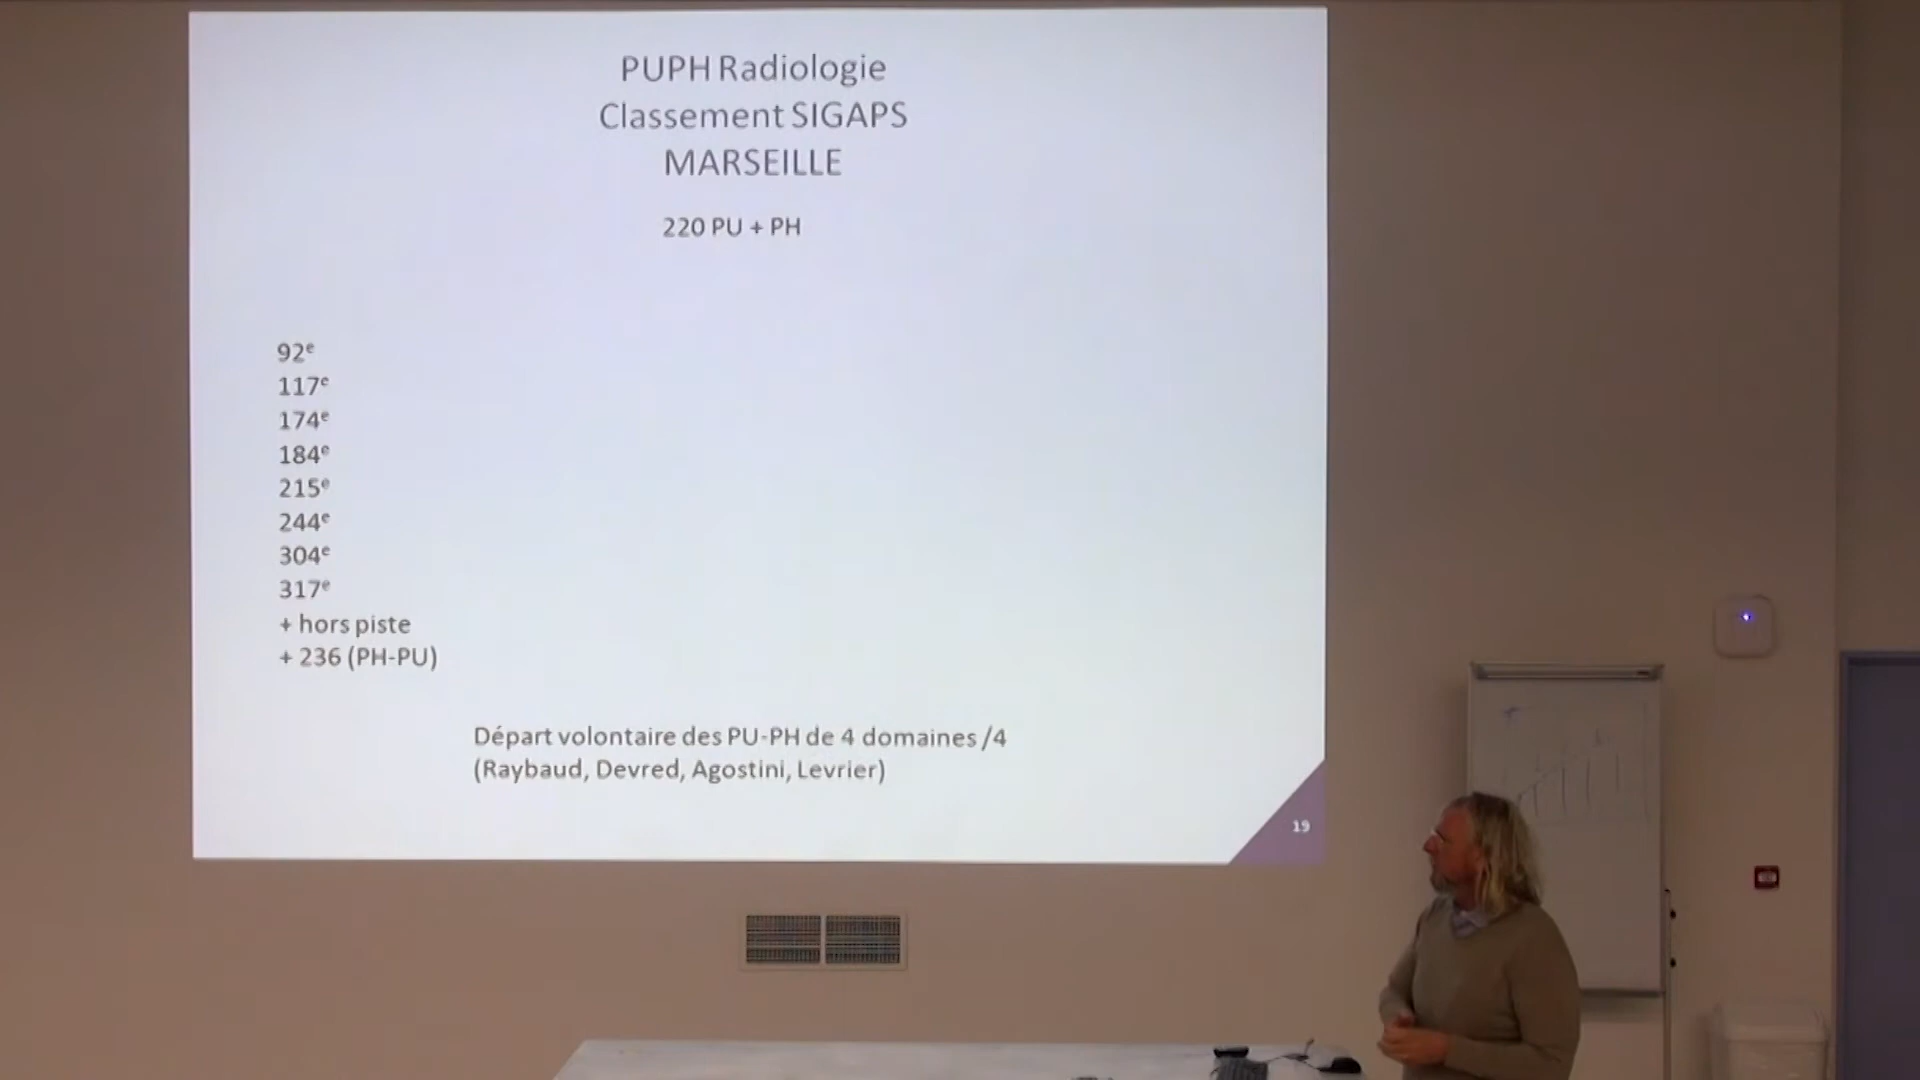 PUPH Radiologie
Classement SIGAPS
MARSEILLE
220 PU + PH
92e
117e
174e
184e
215e
244e
304e
317e
+ hors piste
+ 236 (PH-PU)
Départ volontaire des PU-PH de 4 domaines /4
(Raybaud, Devred, Agostini, Levrier)
19